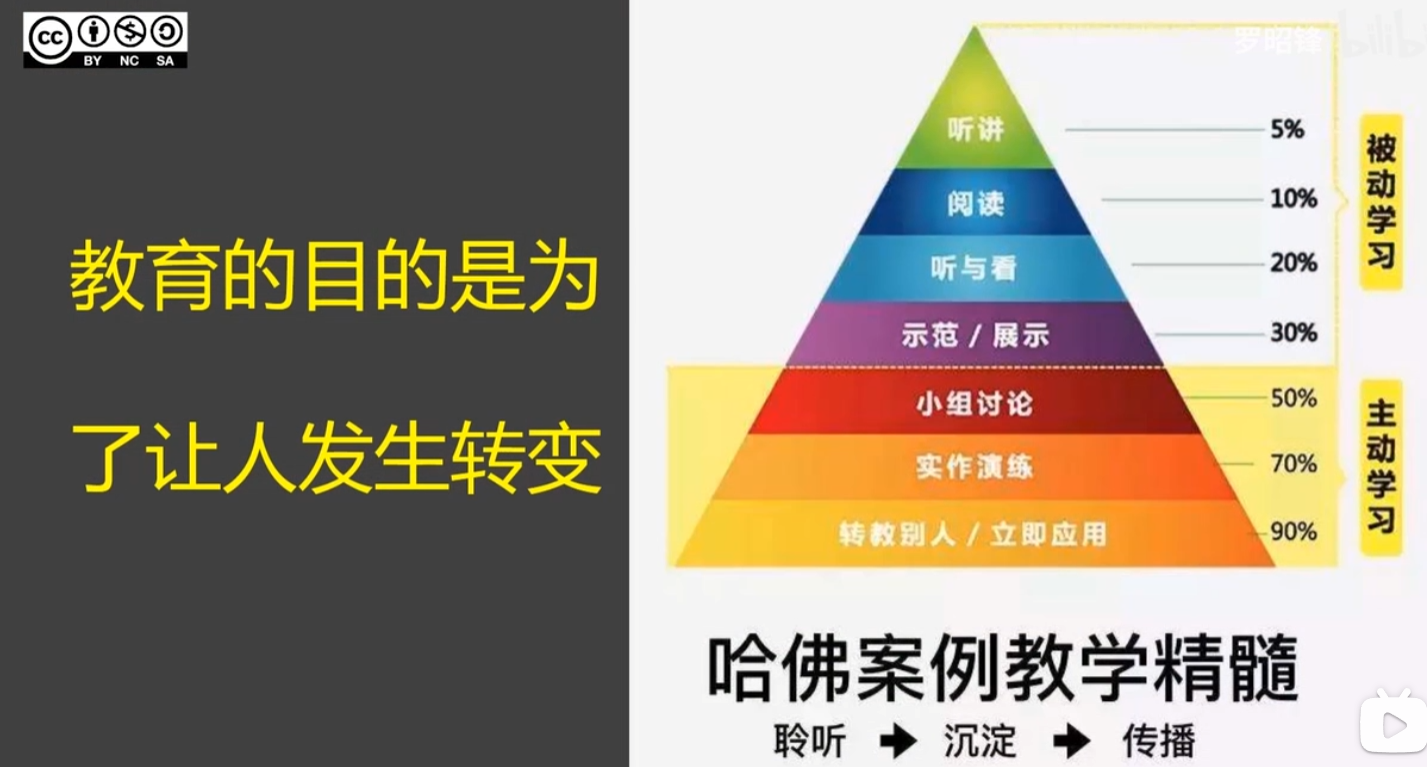 cc
BY NC SA
教育的目的是为
了让人发生转变
罗昭锋 bilibili
听讲 5%
阅读 10%
听与看 20%
示范 / 展示 30%
被动学习
小组讨论 50%
实作演练 70%
转教别人 / 立即应用 90%
主动学习
哈佛案例教学精髓
聆听 ➡ 沉淀 ➡ 传播